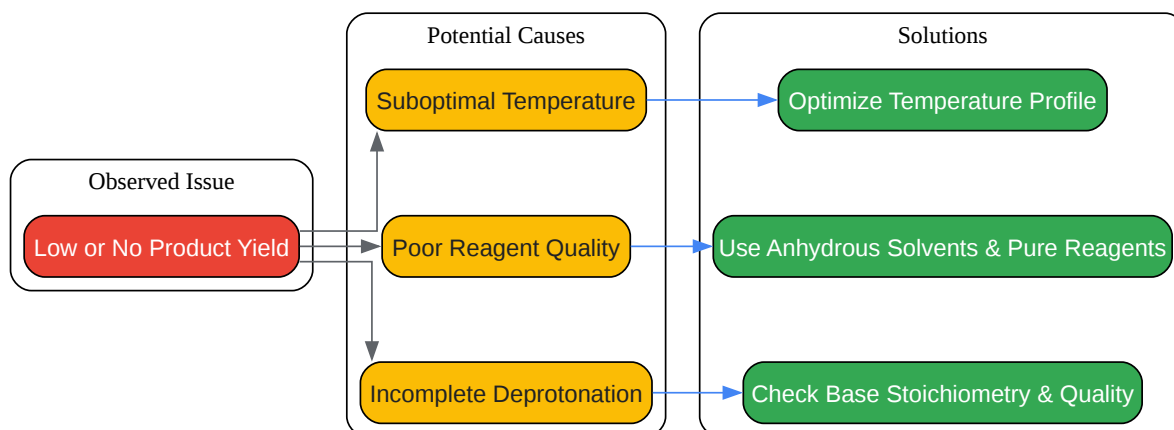 Potential Causes
Solutions
Suboptimal Temperature
Optimize Temperature Profile
Observed Issue
Low or No Product Yield
Poor Reagent Quality
Use Anhydrous Solvents & Pure Reagents
Incomplete Deprotonation
Check Base Stoichiometry & Quality